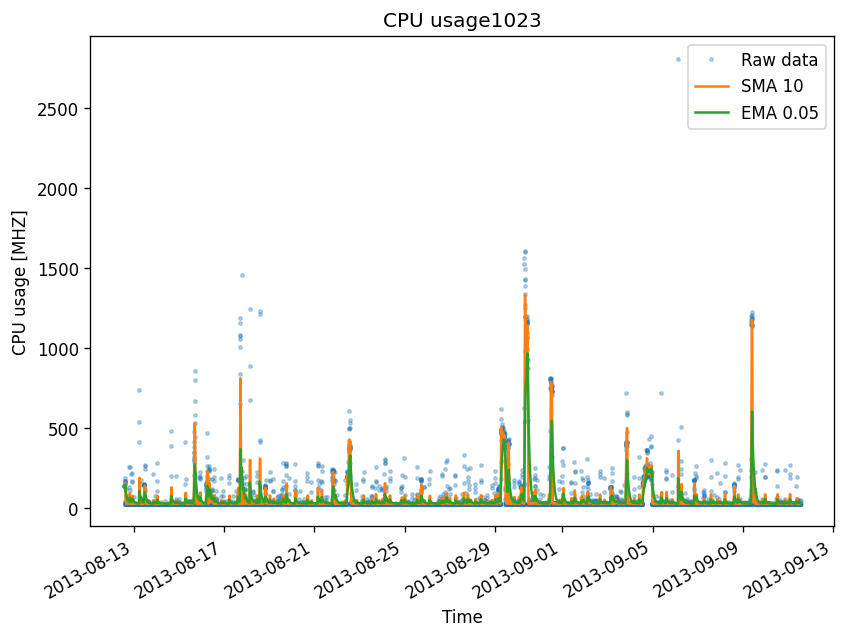 CPU usage1023
Raw data
SMA 10
EMA 0.05
2500
2000
1500
1000
500
0
CPU usage [MHZ]
2013-08-13
2013-08-17
2013-08-21
2013-08-25
2013-08-29
2013-09-01
2013-09-05
2013-09-09
2013-09-13
Time